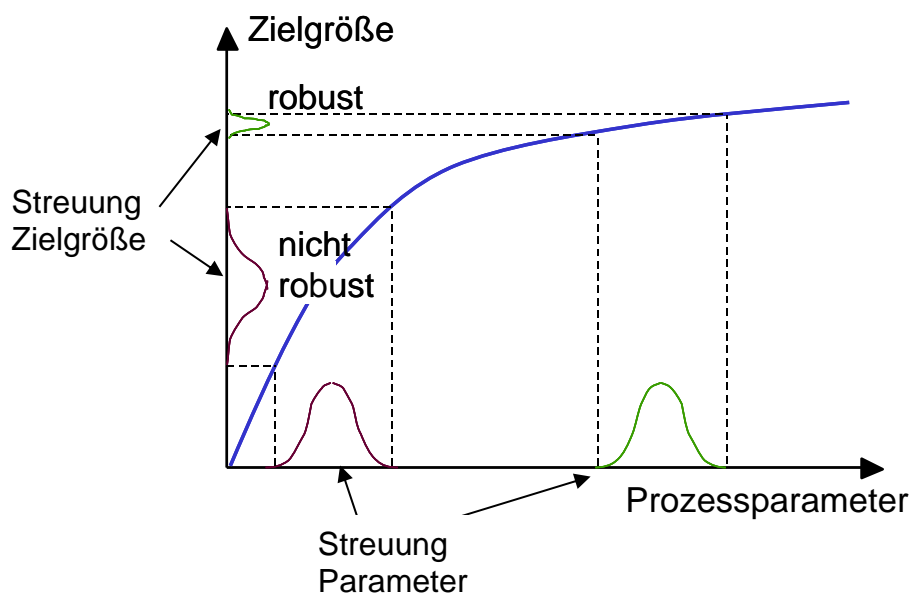 Zielgröße
robust
Streuung
Zielgröße
nicht
robust
Prozessparameter
Streuung
Parameter